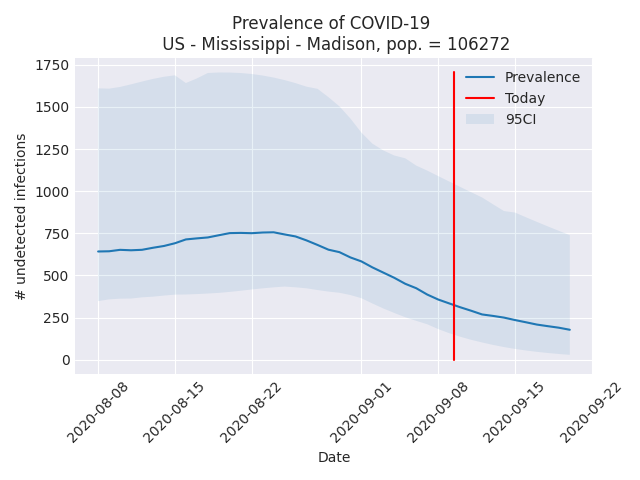 Prevalence of COVID-19
US - Mississippi - Madison, pop. = 106272
1750
1500
1250
1000
750
500
250
0
# undetected infections
Prevalence
Today
95CI
2020-08-08
2020-08-15
2020-08-22
2020-09-01
2020-09-08
2020-09-15
2020-09-22
Date